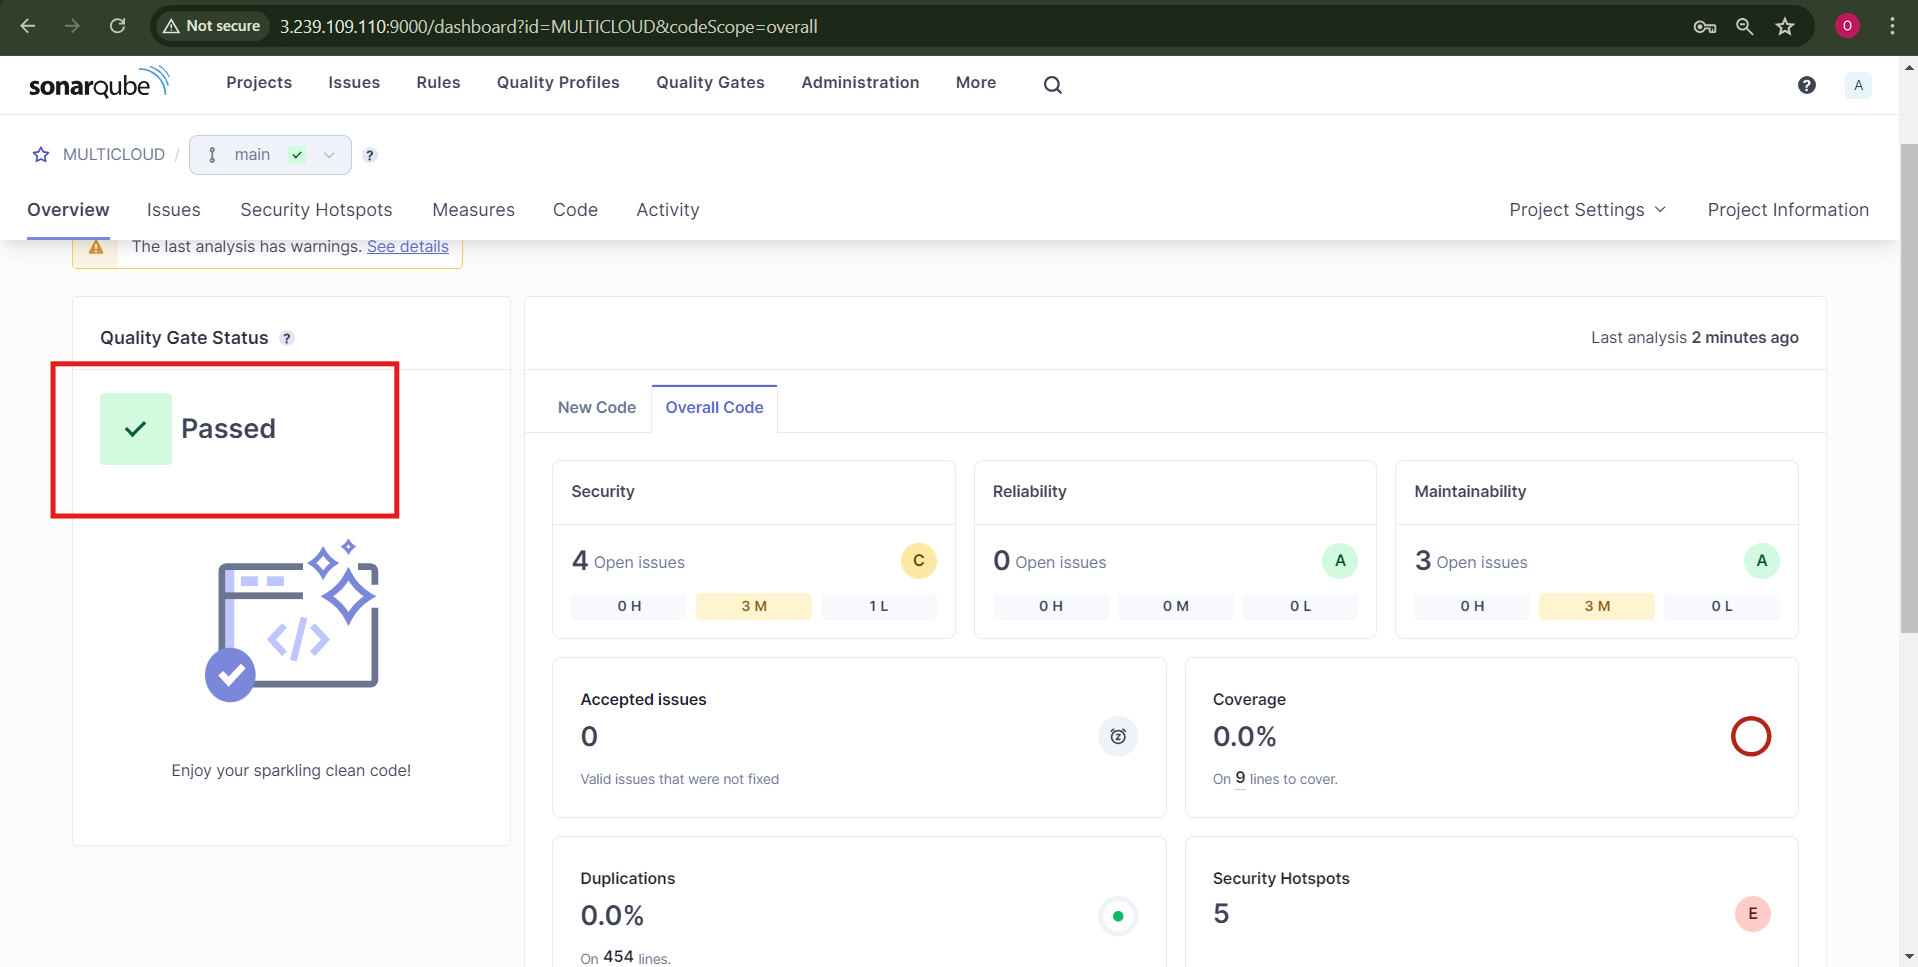 Not secure 3.239.109.110:9000/dashboard?id=MULTICLOUD&codeScope=overall O
sonarqube Projects Issues Rules Quality Profiles Quality Gates Administration More ? A
MULTICLOUD / main ?
Overview Issues Security Hotspots Measures Code Activity Project Settings Project Information
The last analysis has warnings. See details
Quality Gate Status ?
Passed
Enjoy your sparkling clean code!
Last analysis 2 minutes ago
New Code Overall Code
Security
4 Open issues C
0 H 3 M 1 L
Reliability
0 Open issues A
0 H 0 M 0 L
Maintainability
3 Open issues A
0 H 3 M 0 L
Accepted issues
0
Valid issues that were not fixed
Coverage
0.0%
On 9 lines to cover.
Duplications
0.0%
On 454 lines.
Security Hotspots
5 E